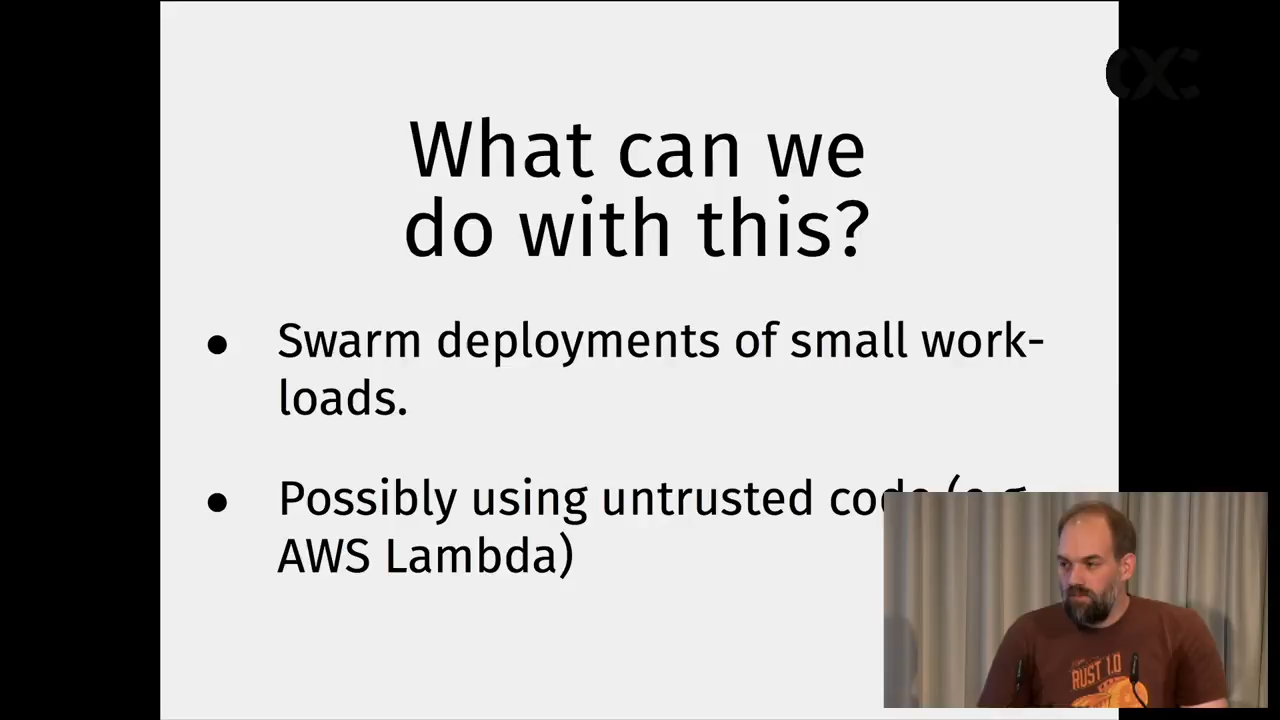 What can we
do with this?
● Swarm deployments of small work-
loads.
● Possibly using untrusted code (e.g.
AWS Lambda)
RUST 1.0